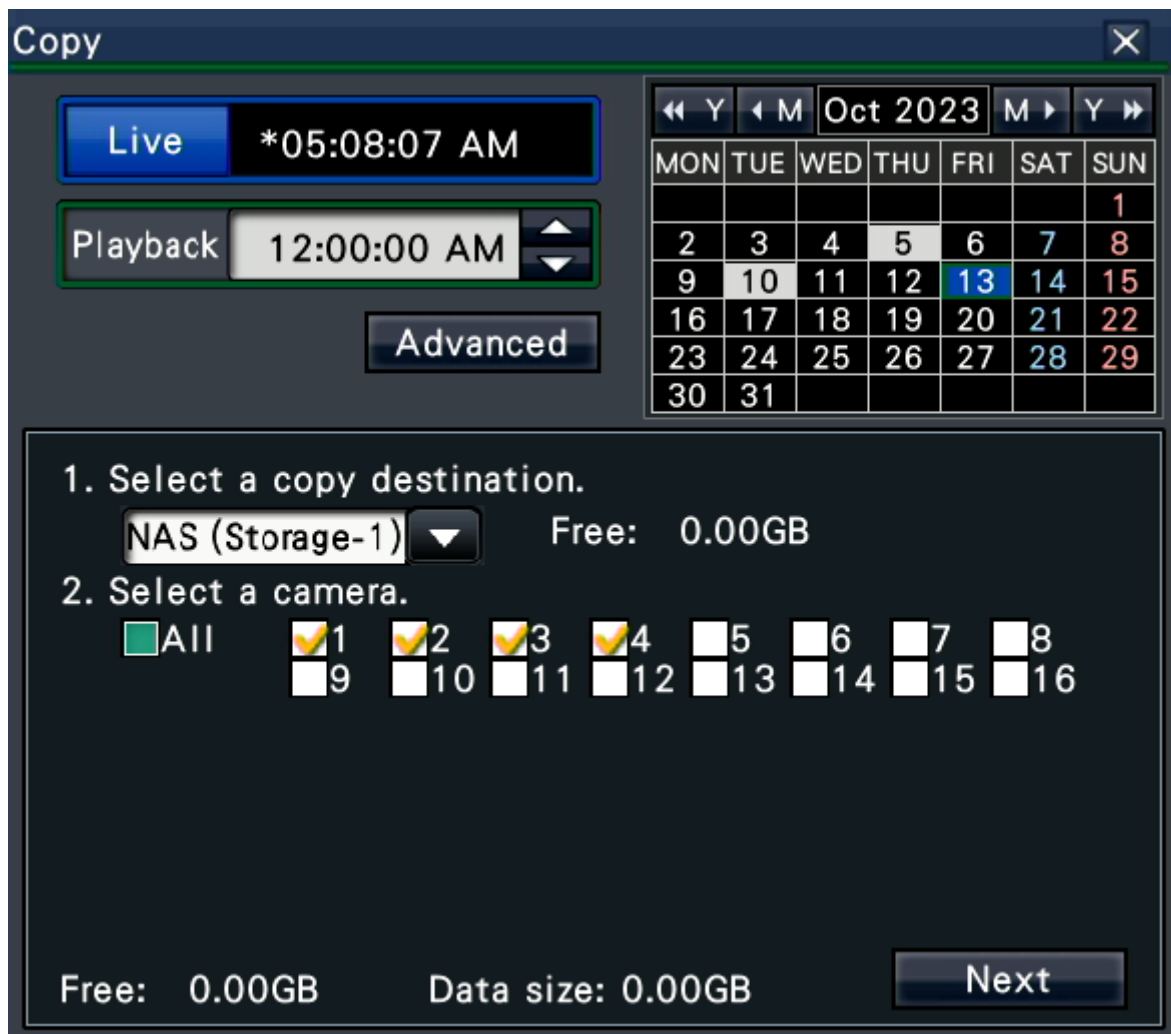 Copy
Live *05:08:07 AM
Playback 12:00:00 AM
Advanced
Y M Oct 2023 M Y
MON TUE WED THU FRI SAT SUN
1
2 3 4 5 6 7 8
9 10 11 12 13 14 15
16 17 18 19 20 21 22
23 24 25 26 27 28 29
30 31
1. Select a copy destination.
NAS (Storage-1) Free: 0.00GB
2. Select a camera.
All 1 2 3 4 5 6 7 8
9 10 11 12 13 14 15 16
Free: 0.00GB Data size: 0.00GB Next